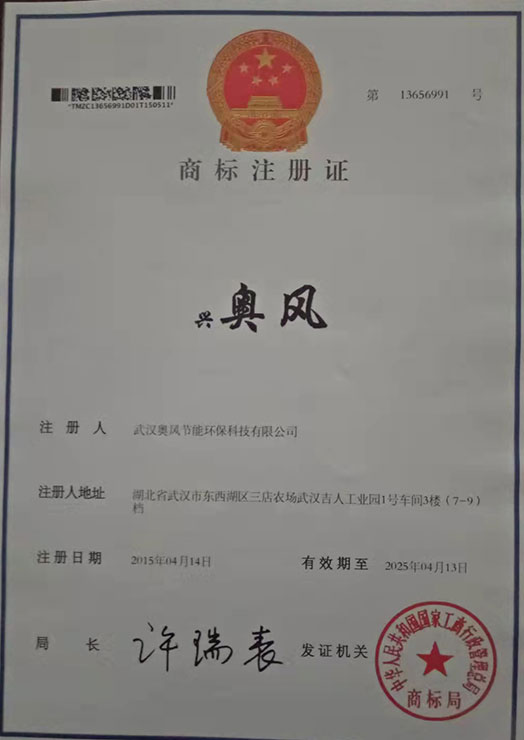 第 13656991 号
*TMZC13656991D01T150511*
商标注册证
兴奥风
注册人 武汉奥风节能环保科技有限公司
注册人地址 湖北省武汉市东西湖区三店农场武汉吉人工业园1号车间3楼（7-9）
档
注册日期 2015年04月14日 有效期至 2025年04月13日
局长 许瑞表 发证机关
中华人民共和国国家工商行政管理总局
商标局